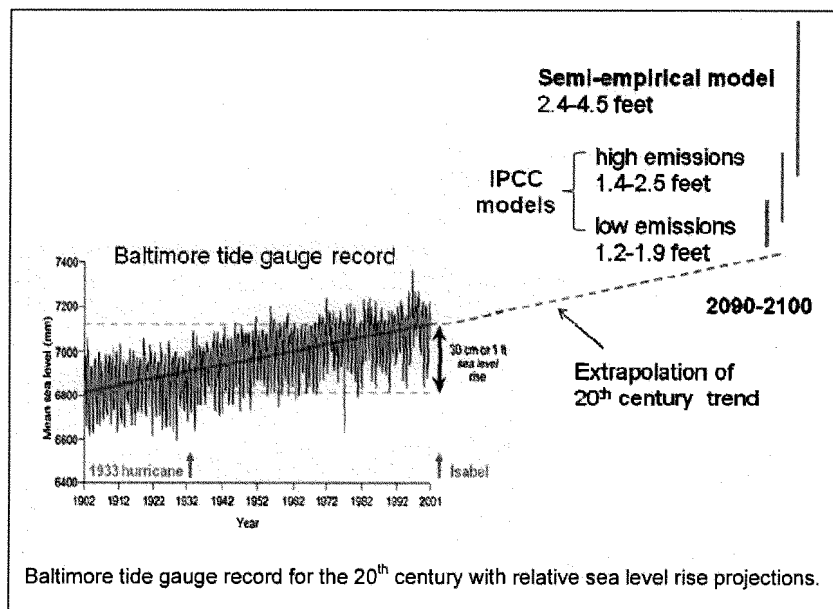 Semi-empirical model
2.4-4.5 feet
IPCC
models
high emissions
1.4-2.5 feet
low emissions
1.2-1.9 feet
Baltimore tide gauge record
7400
7200
7000
6800
6600
6400
Mean sea level (mm)
30 cm or 1 ft
sea level
rise
2090-2100
Extrapolation of
20th century trend
1933 hurricane
Isabel
1902 1912 1922 1932 1942 1952 1962 1972 1982 1992 2001
Year
Baltimore tide gauge record for the 20th century with relative sea level rise projections.